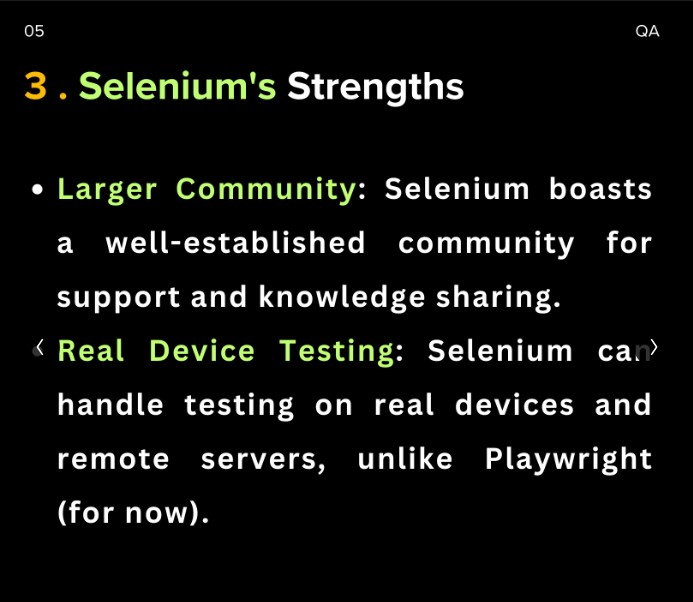 05
QA
3 . Selenium's Strengths
• Larger Community: Selenium boasts
a well-established community for
support and knowledge sharing.
• Real Device Testing: Selenium can
handle testing on real devices and
remote servers, unlike Playwright
(for now).